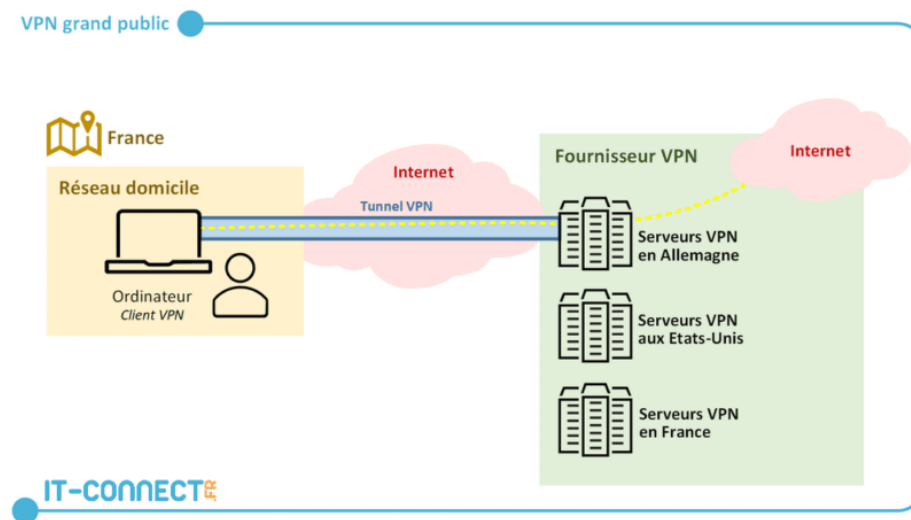 VPN grand public
France
Réseau domicile
Ordinateur
Client VPN
Internet
Tunnel VPN
Fournisseur VPN
Internet
Serveurs VPN
en Allemagne
Serveurs VPN
aux Etats-Unis
Serveurs VPN
en France
IT-CONNECT.FR